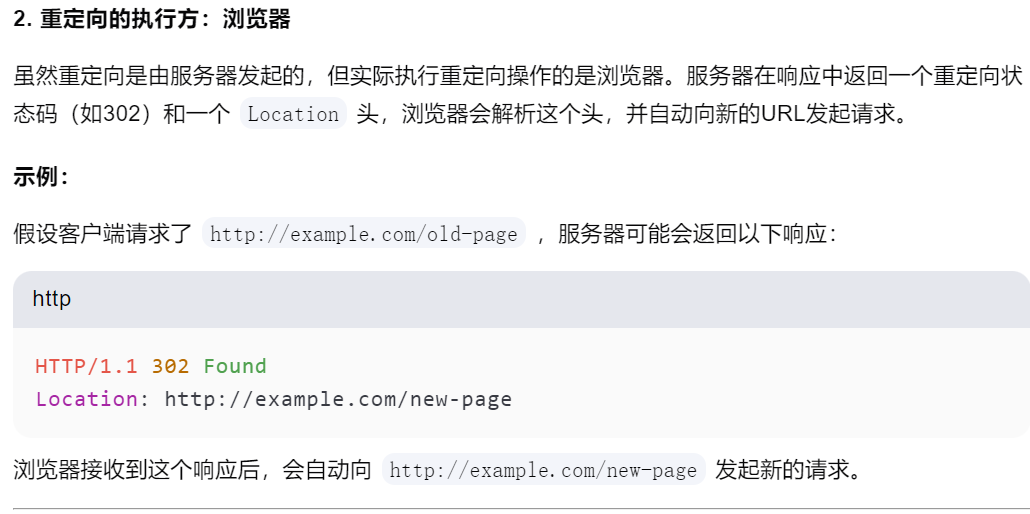 2. 重定向的执行方：浏览器
虽然重定向是由服务器发起的，但实际执行重定向操作的是浏览器。服务器在响应中返回一个重定向状
态码（如302）和一个 Location 头，浏览器会解析这个头，并自动向新的URL发起请求。
示例：
假设客户端请求了 http://example.com/old-page ，服务器可能会返回以下响应：
http
HTTP/1.1 302 Found
Location: http://example.com/new-page
浏览器接收到这个响应后，会自动向 http://example.com/new-page 发起新的请求。